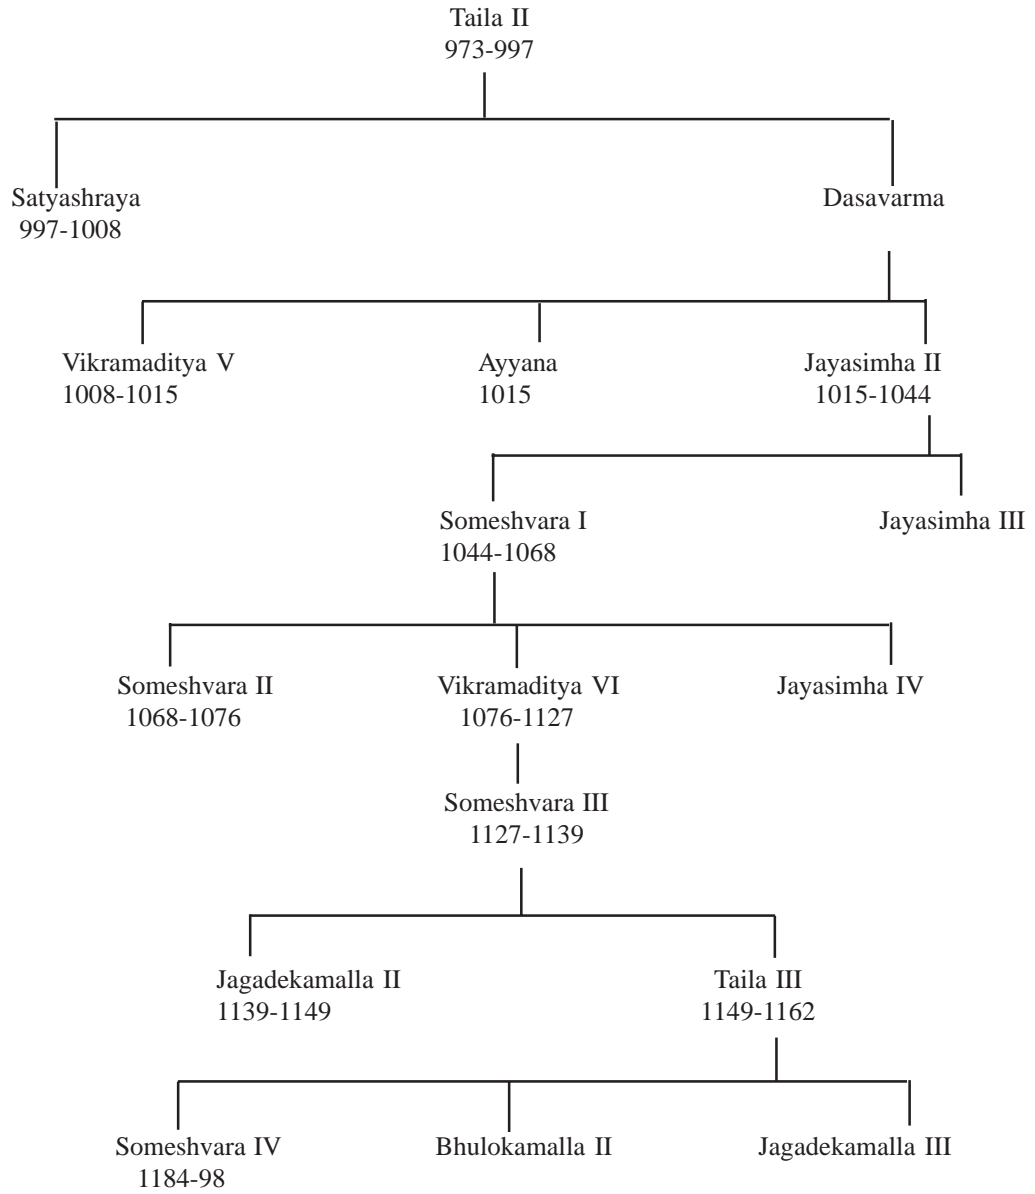 Taila II
973-997
Satyashraya
997-1008
Dasavarma
Vikramaditya V
1008-1015
Ayyana
1015
Jayasimha II
1015-1044
Someshvara I
1044-1068
Jayasimha III
Someshvara II
1068-1076
Vikramaditya VI
1076-1127
Jayasimha IV
Someshvara III
1127-1139
Jagadekamalla II
1139-1149
Taila III
1149-1162
Someshvara IV
1184-98
Bhulokamalla II
Jagadekamalla III